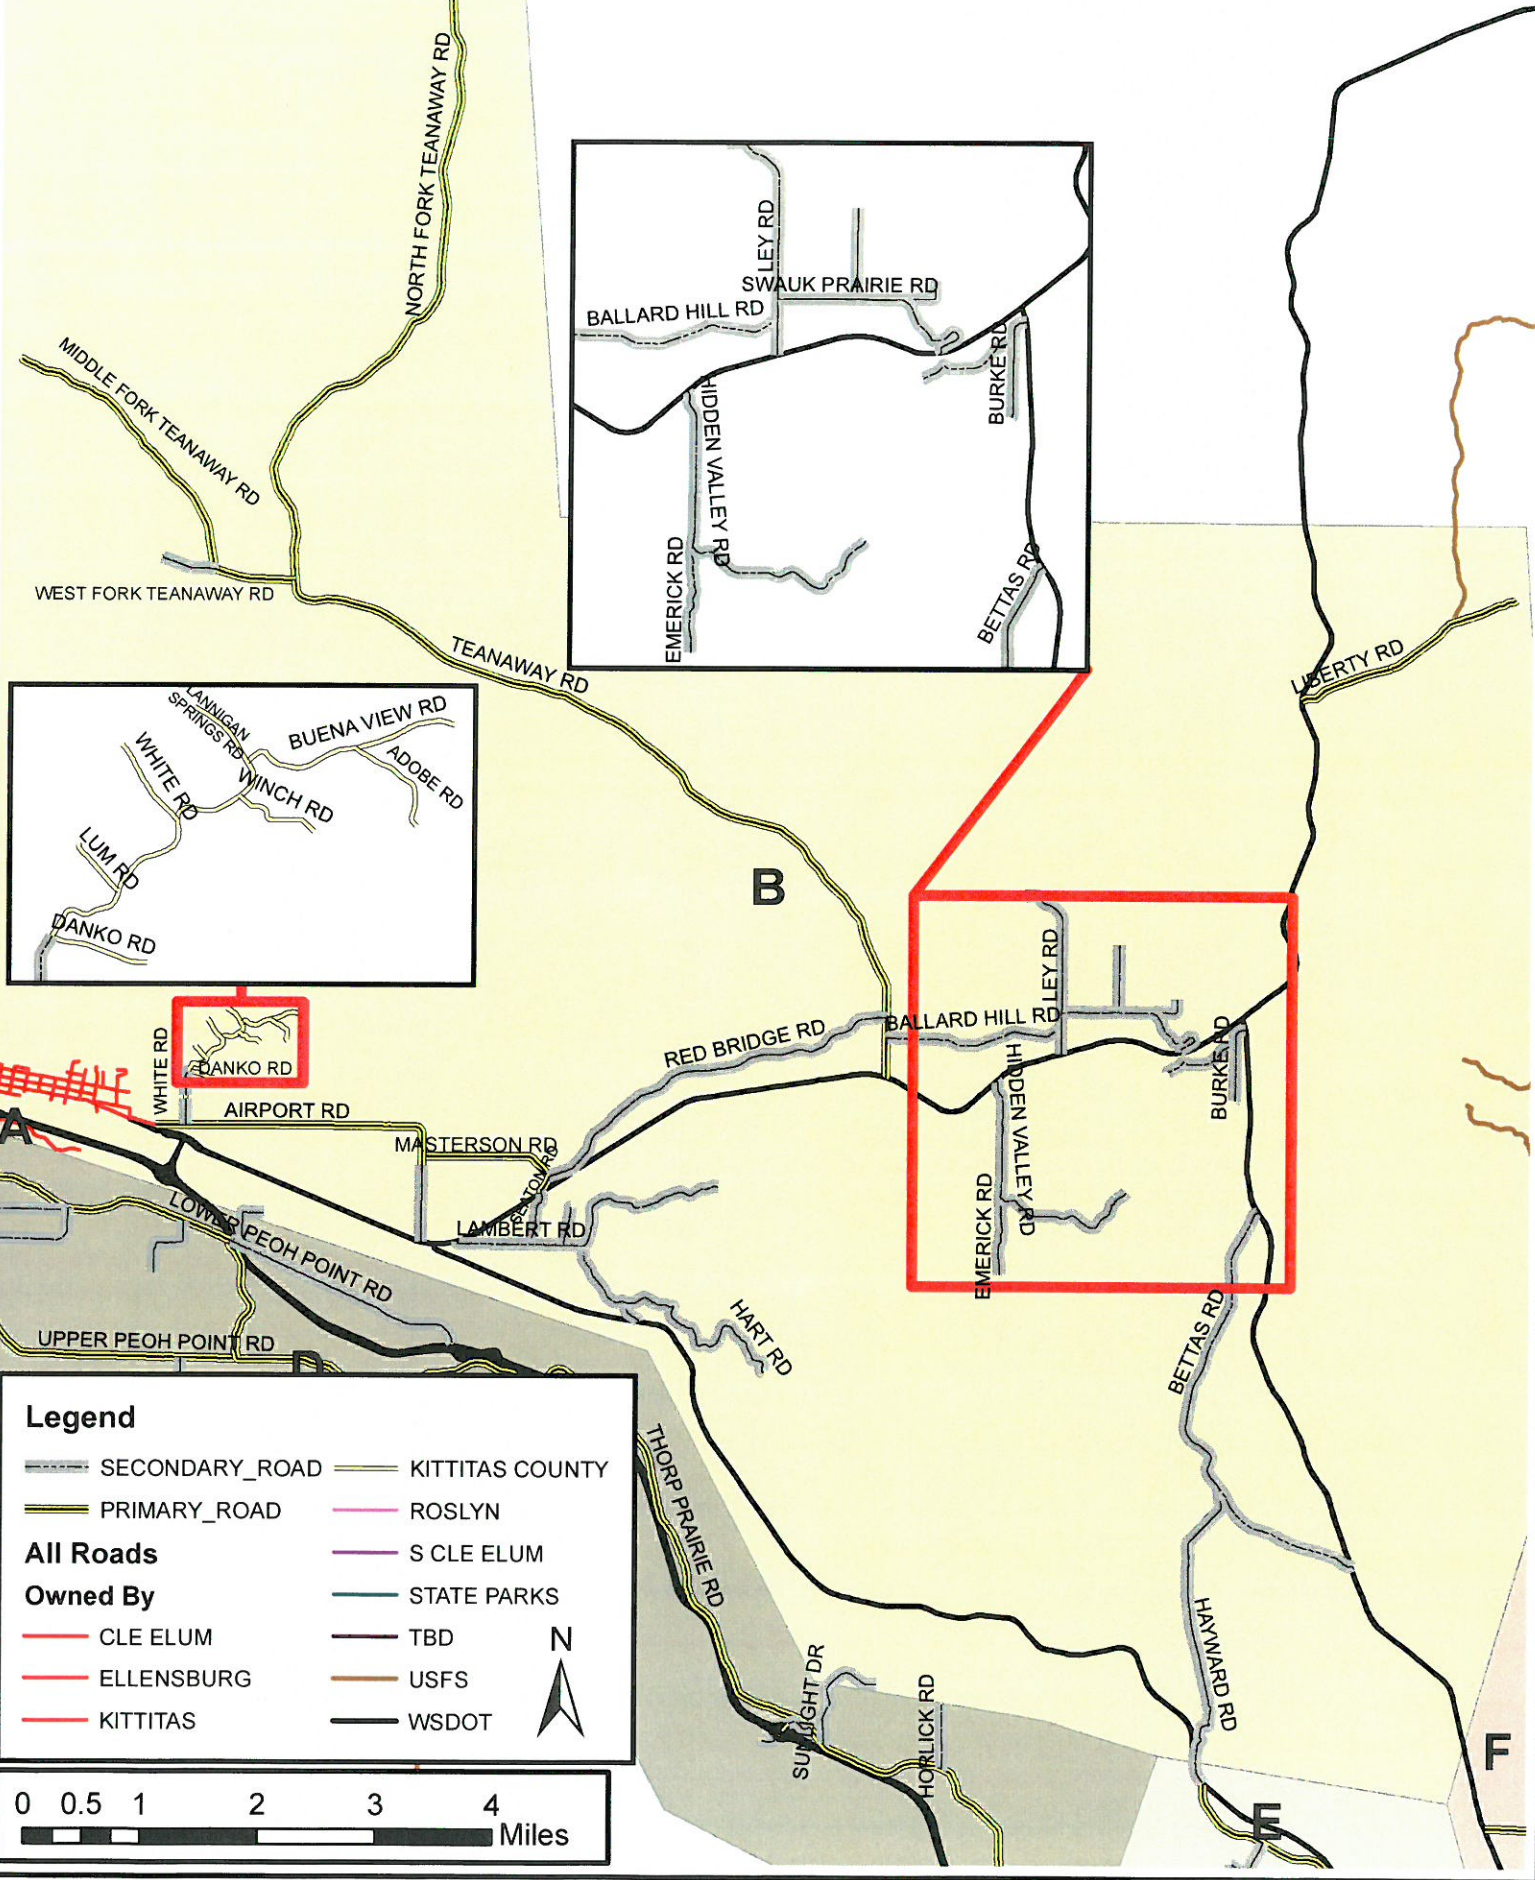 NORTH FORK TEANAWAY RD
MIDDLE FORK TEANAWAY RD
WEST FORK TEANAWAY RD
TEANAWAY RD
LEY RD
SWAUK PRAIRIE RD
BALLARD HILL RD
BURKE RD
HIDDEN VALLEY RD
EMERICK RD
BETTAS RD
LIBERTY RD
LANNIGAN
SPRINGS RD
BUENA VIEW RD
WHITE RD
ADOBE RD
WINCH RD
LUM RD
DANKO RD
B
LEY RD
BALLARD HILL RD
RED BRIDGE RD
BURKE RD
HIDDEN VALLEY RD
EMERICK RD
WHITE RD
DANKO RD
AIRPORT RD
A
MASTERSON RD
SEATON RD
LAMBERT RD
LOWER PEOH POINT RD
HART RD
BETTAS RD
UPPER PEOH POINT RD
D
THORP PRAIRIE RD
HAYWARD RD
SUNLIGHT DR
HORLICK RD
F
E
Legend
SECONDARY_ROAD
PRIMARY_ROAD
All Roads
Owned By
CLE ELUM
ELLENSBURG
KITTITAS
KITTITAS COUNTY
ROSLYN
S CLE ELUM
STATE PARKS
TBD
USFS
WSDOT
N
0 0.5 1 2 3 4
Miles